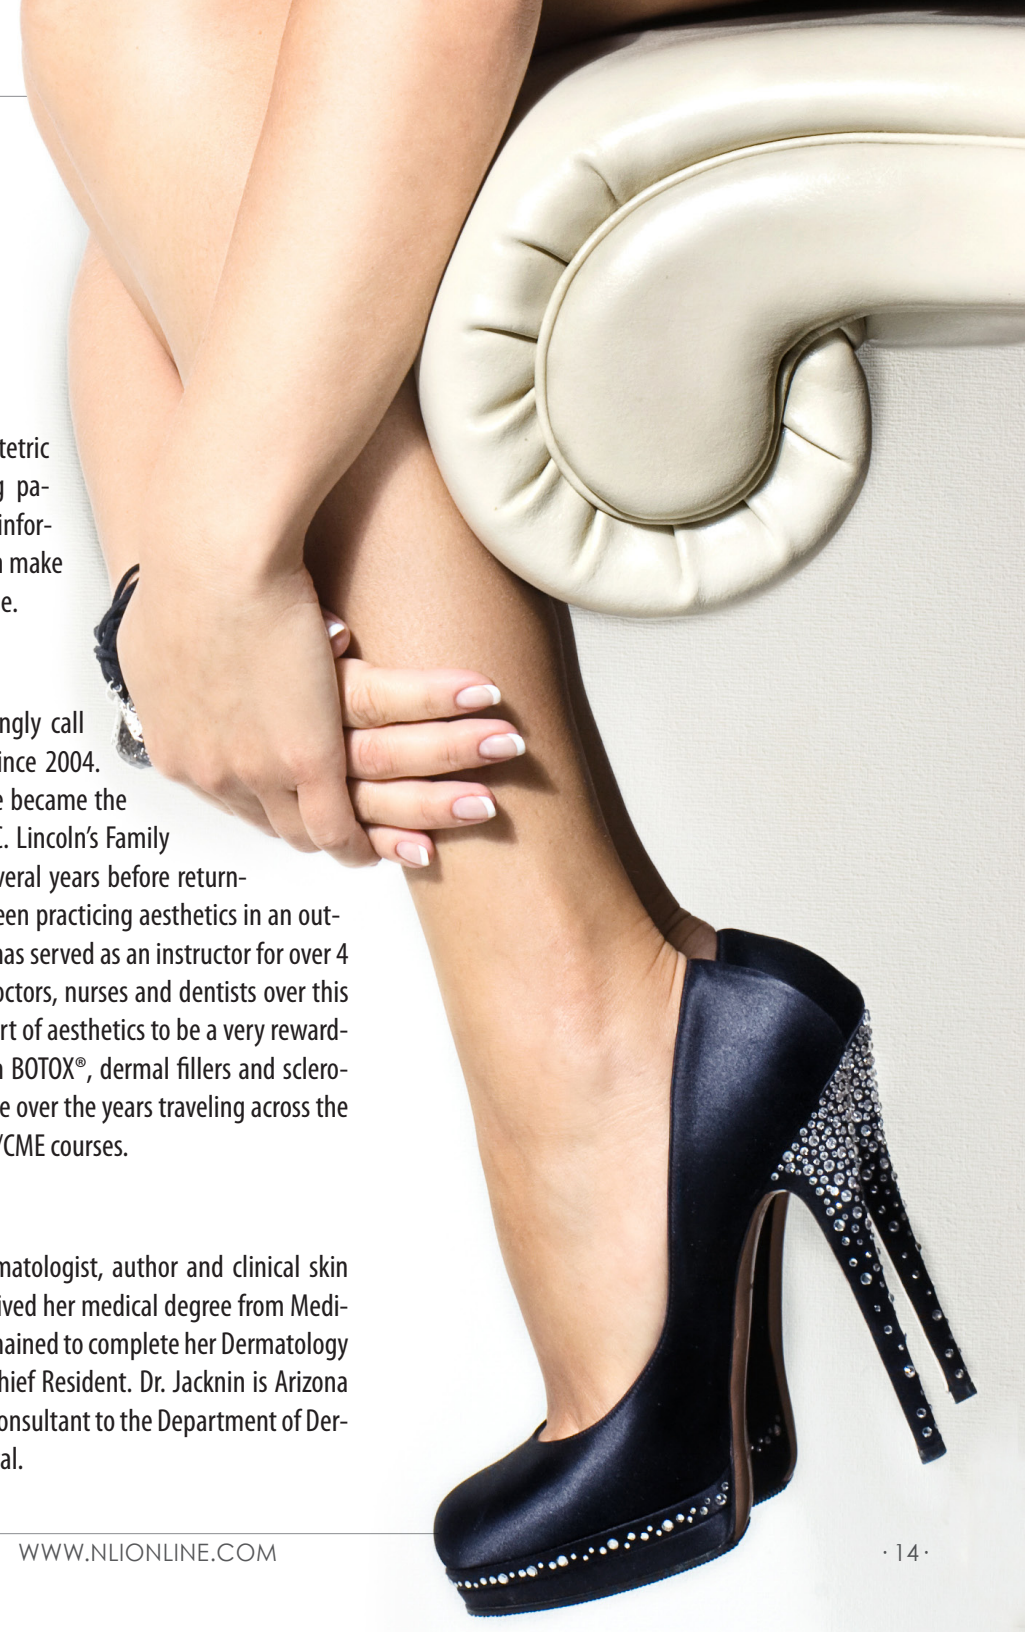 tetric
g pa-
infor-
make
e.
ngly call
ince 2004.
e became the
C. Lincoln's Family
veral years before return-
een practicing aesthetics in an out-
has served as an instructor for over 4
octors, nurses and dentists over this
rt of aesthetics to be a very reward-
n BOTOX®, dermal fillers and sclero-
e over the years traveling across the
/CME courses.
matologist, author and clinical skin
ived her medical degree from Medi-
mained to complete her Dermatology
hief Resident. Dr. Jacknin is Arizona
onsultant to the Department of Der-
al.
WWW.NLIONLINE.COM
· 14 ·